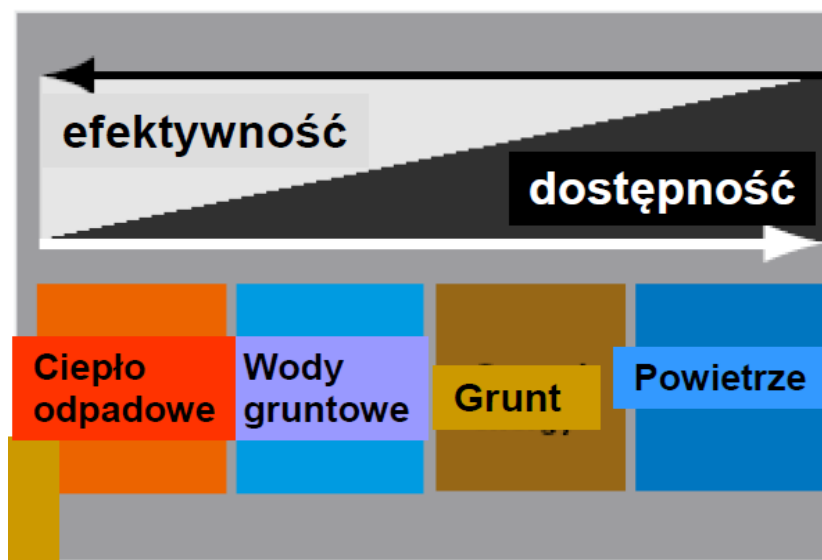 efektywność
dostępność
Ciepło
odpadowe
Wody
gruntowe
Grunt
Powietrze